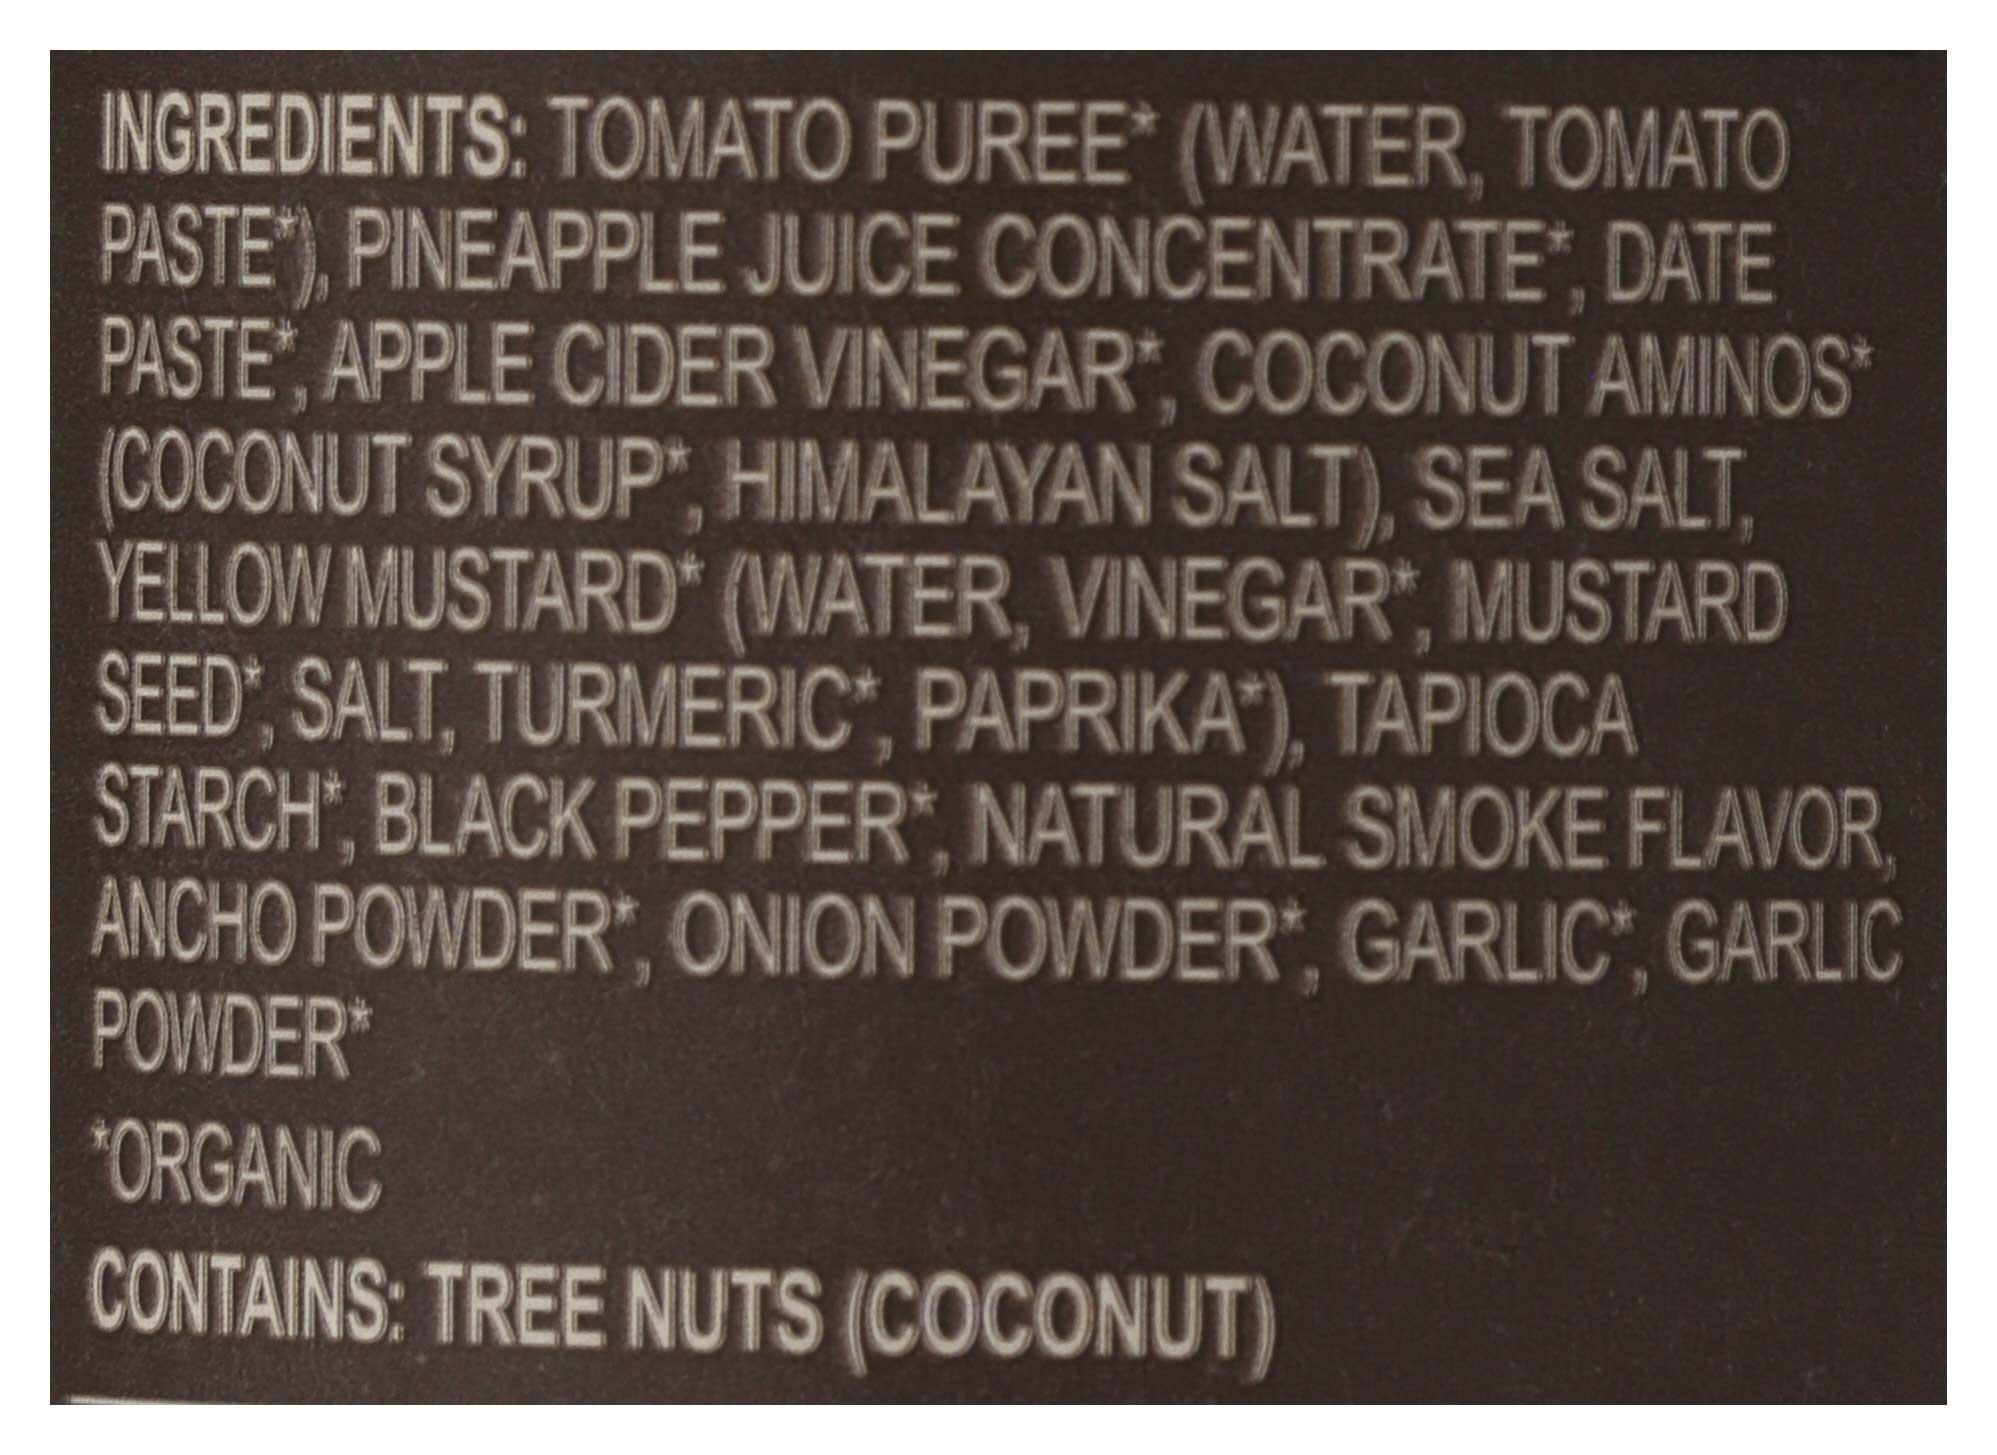 INGREDIENTS: TOMATO PUREE* (WATER, TOMATO
PASTE*), PINEAPPLE JUICE CONCENTRATE*, DATE
PASTE*, APPLE CIDER VINEGAR*, COCONUT AMINOS*
(COCONUT SYRUP*, HIMALAYAN SALT), SEA SALT,
YELLOW MUSTARD* (WATER, VINEGAR*, MUSTARD
SEED*, SALT, TURMERIC*, PAPRIKA*), TAPIOCA
STARCH*, BLACK PEPPER*, NATURAL SMOKE FLAVOR,
ANCHO POWDER*, ONION POWDER*, GARLIC*, GARLIC
POWDER*
*ORGANIC
CONTAINS: TREE NUTS (COCONUT)